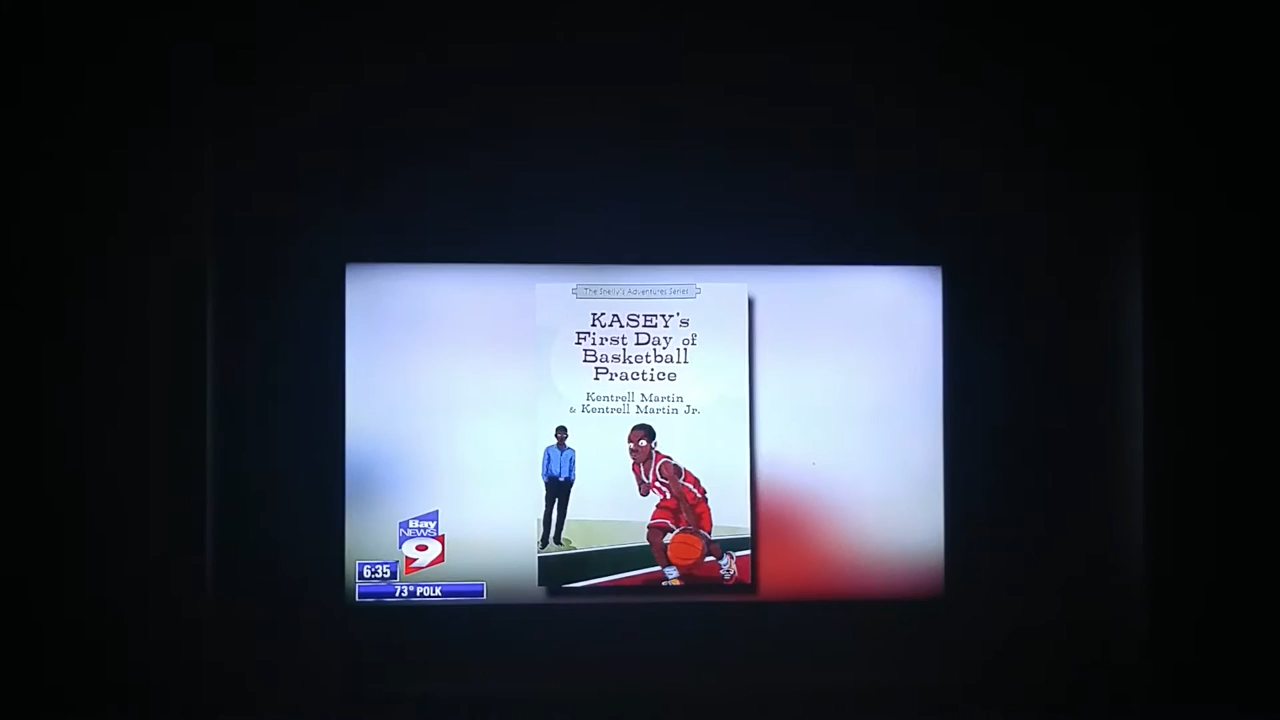 The Shelly's Adventures Series
KASEY's
First Day of
Basketball
Practice
Kentrell Martin
& Kentrell Martin Jr.
Bay
NEWS
9
6:35
73° POLK